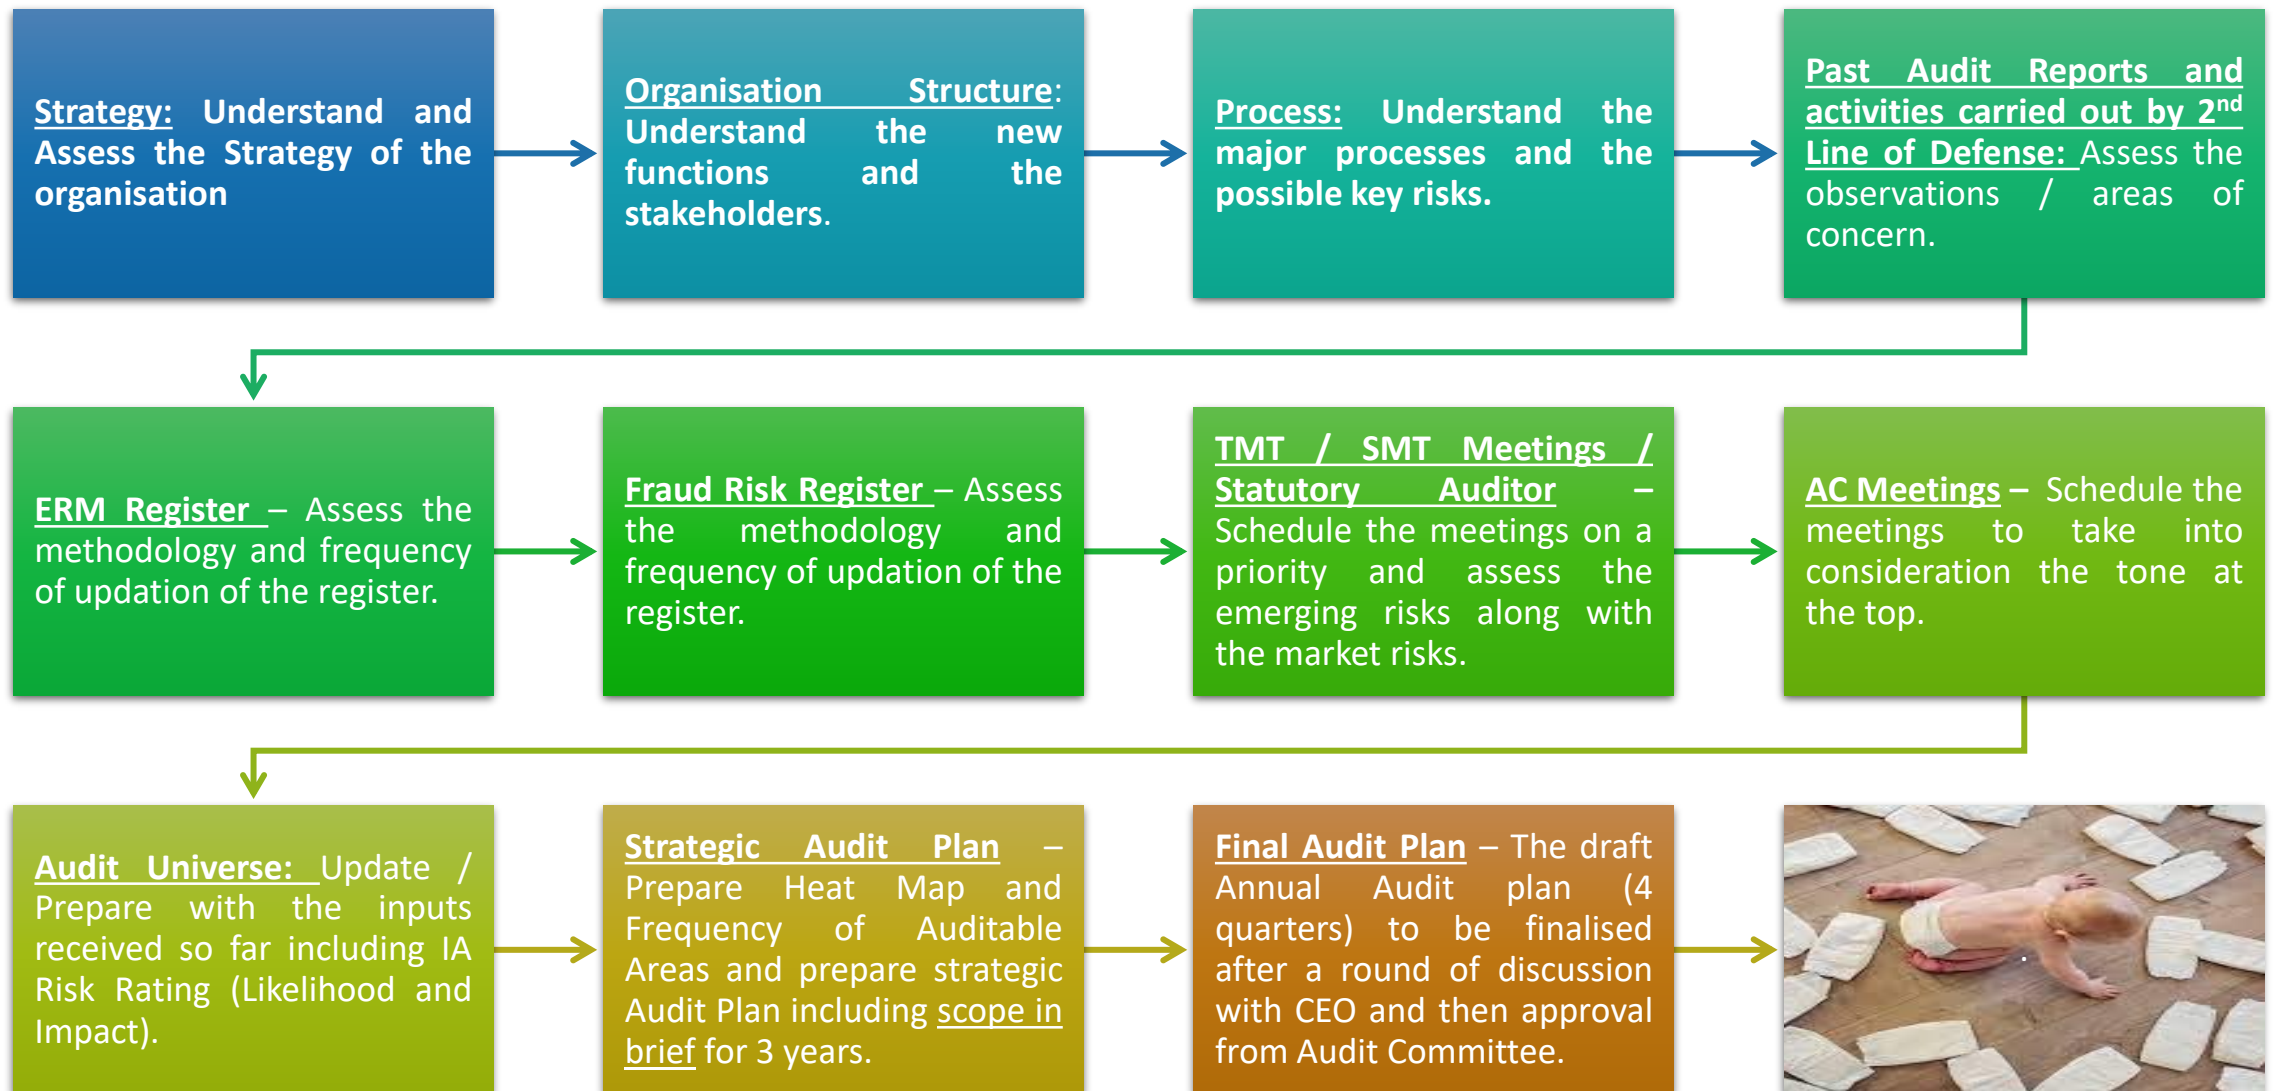 Strategy: Understand and
Assess the Strategy of the
organisation
Organisation Structure:
Understand the new
functions and the
stakeholders.
Process: Understand the
major processes and the
possible key risks.
Past Audit Reports and
activities carried out by 2nd
Line of Defense: Assess the
observations / areas of
concern.
ERM Register – Assess the
methodology and frequency
of updation of the register.
Fraud Risk Register – Assess
the methodology and
frequency of updation of the
register.
TMT / SMT Meetings /
Statutory Auditor –
Schedule the meetings on a
priority and assess the
emerging risks along with
the market risks.
AC Meetings – Schedule the
meetings to take into
consideration the tone at
the top.
Audit Universe: Update /
Prepare with the inputs
received so far including IA
Risk Rating (Likelihood and
Impact).
Strategic Audit Plan –
Prepare Heat Map and
Frequency of Auditable
Areas and prepare strategic
Audit Plan including scope in
brief for 3 years.
Final Audit Plan – The draft
Annual Audit plan (4
quarters) to be finalised
after a round of discussion
with CEO and then approval
from Audit Committee.
.